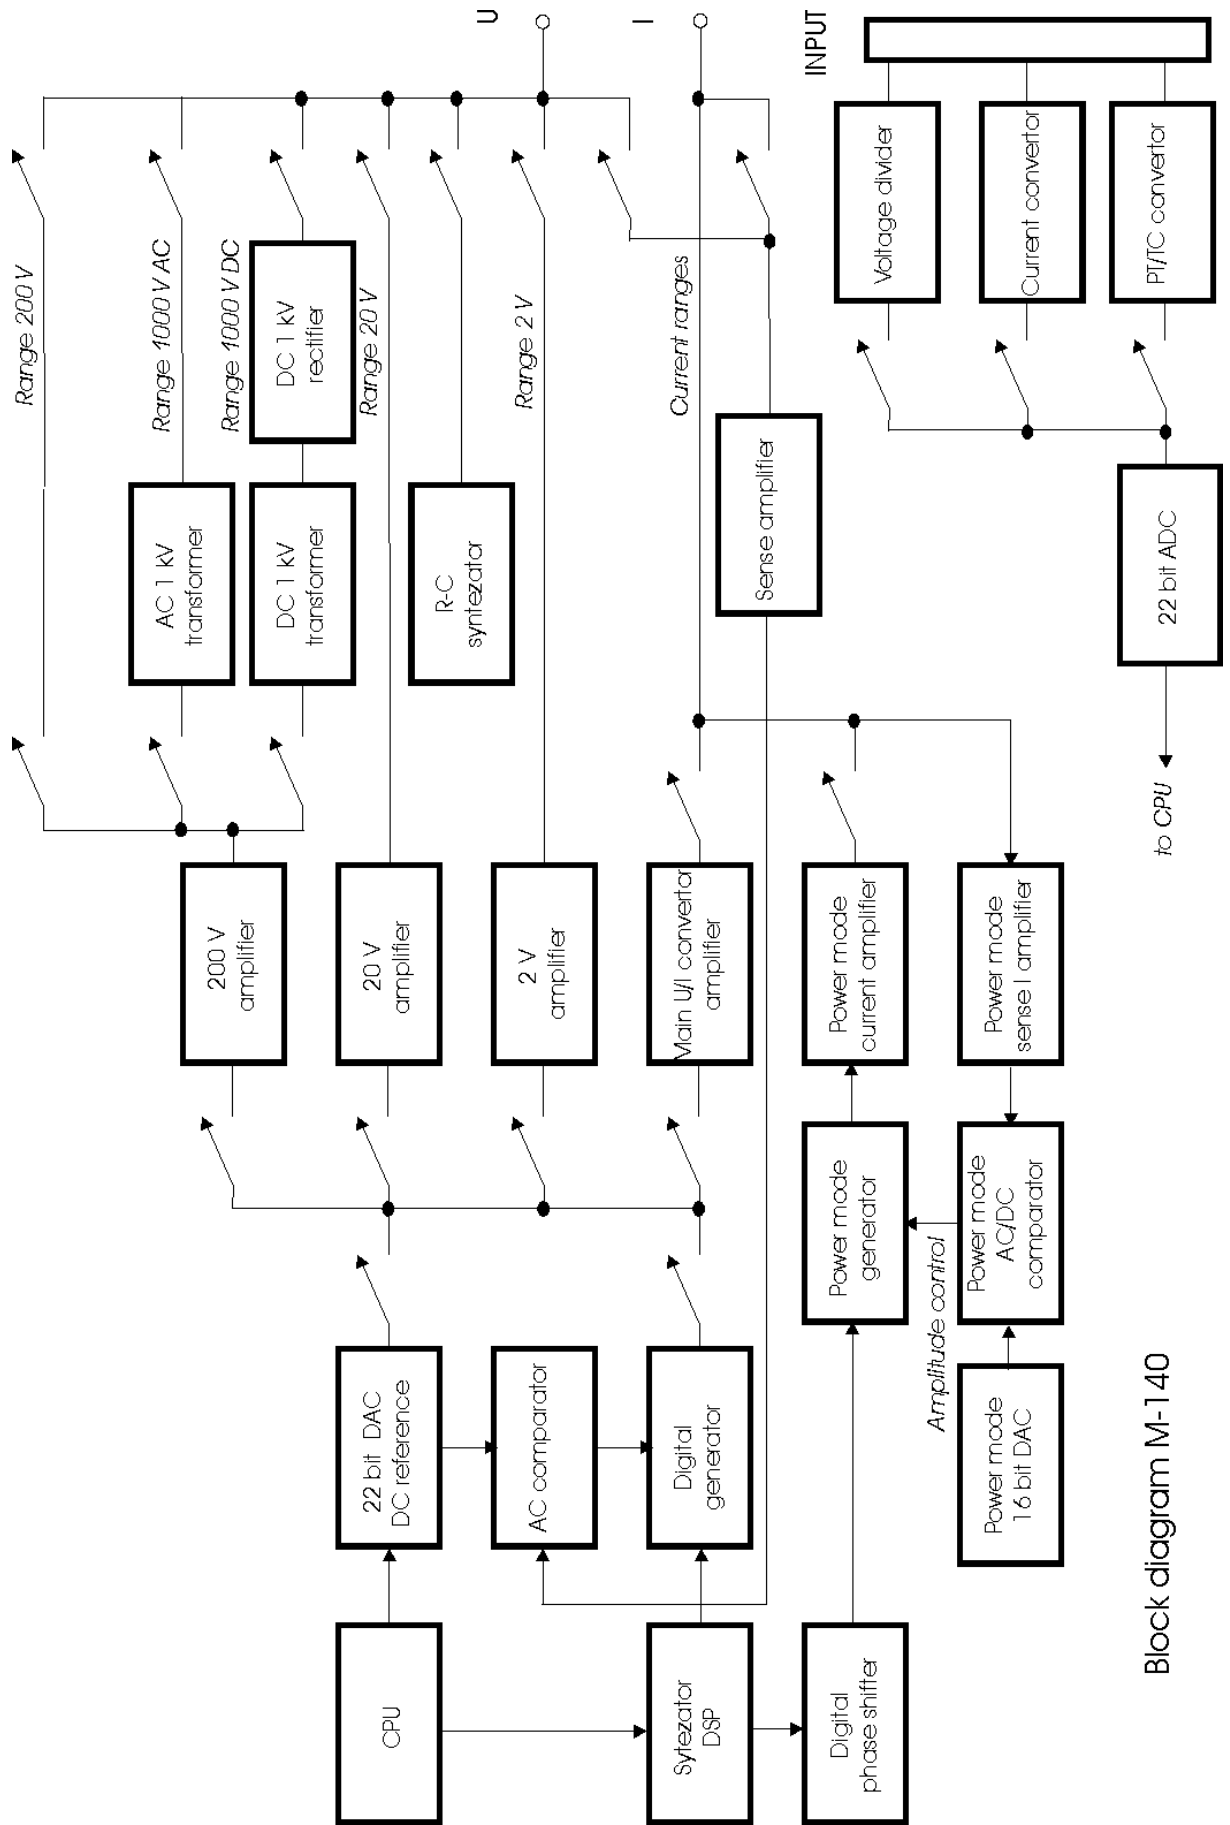 U
I
INPUT
Range 200 V
Range 1000 V AC
Range 1000 V DC
Range 20 V
Range 2 V
Current ranges
DC 1 kV
rectifier
AC 1 kV
transformer
DC 1 kV
transformer
R-C
syntezator
Sense amplifier
Voltage divider
Current convertor
PT/TC convertor
22 bit ADC
to CPU
200 V
amplifier
20 V
amplifier
2 V
amplifier
Main U/I convertor
amplifier
Power mode
current amplifier
Power mode
sense I amplifier
Power mode
generator
Power mode
AC/DC
comparator
Amplitude control
22 bit DAC
DC reference
AC comparator
Digital
generator
Power mode
16 bit DAC
CPU
Sytezator
DSP
Digital
phase shifter
Block diagram M-140